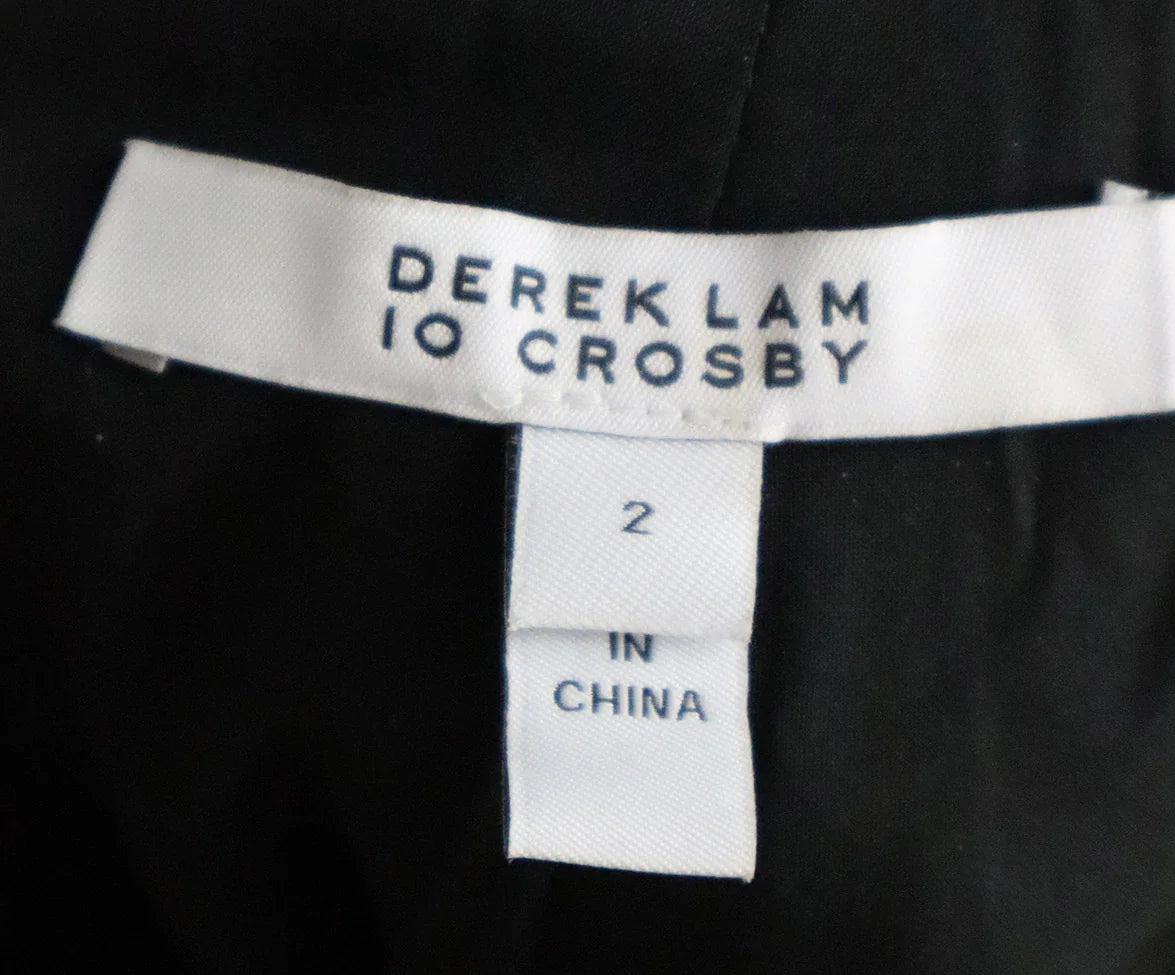 DEREK LAM
10 CROSBY
2
IN
CHINA